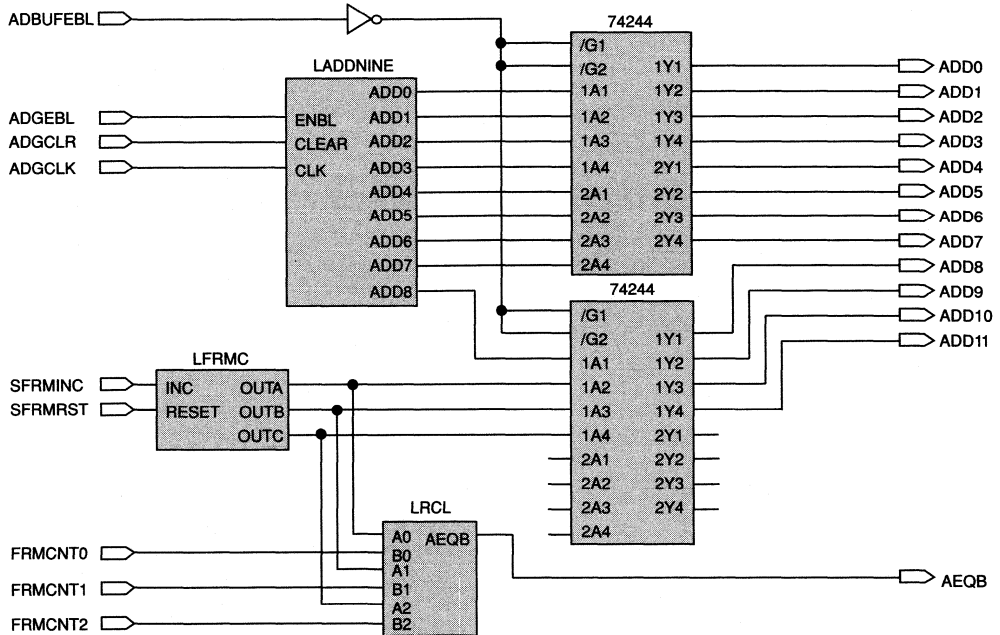 ADBUFEBL
74244
/G1
/G2 1Y1 ADD0
LADDNINE
ADD0 1A1 1Y2 ADD1
ADGEBL ENBL ADD1 1A2 1Y3 ADD2
ADGCLR CLEAR ADD2 1A3 1Y4 ADD3
ADGCLK CLK ADD3 1A4 2Y1 ADD4
ADD4 2A1 2Y2 ADD5
ADD5 2A2 2Y3 ADD6
ADD6 2A3 2Y4 ADD7
ADD7 2A4 ADD8
ADD8 74244 ADD9
/G1 ADD10
/G2 1Y1 ADD11
LFRMC 1A1 1Y2
SFRMINC INC OUTA 1A2 1Y3
SFRMRST RESET OUTB 1A3 1Y4
OUTC 1A4 2Y1
2A1 2Y2
2A2 2Y3
2A3 2Y4
LRCL
2A4
A0 AEQB
FRMCNT0 B0
A1
AEQB
FRMCNT1 B1
A2
FRMCNT2 B2